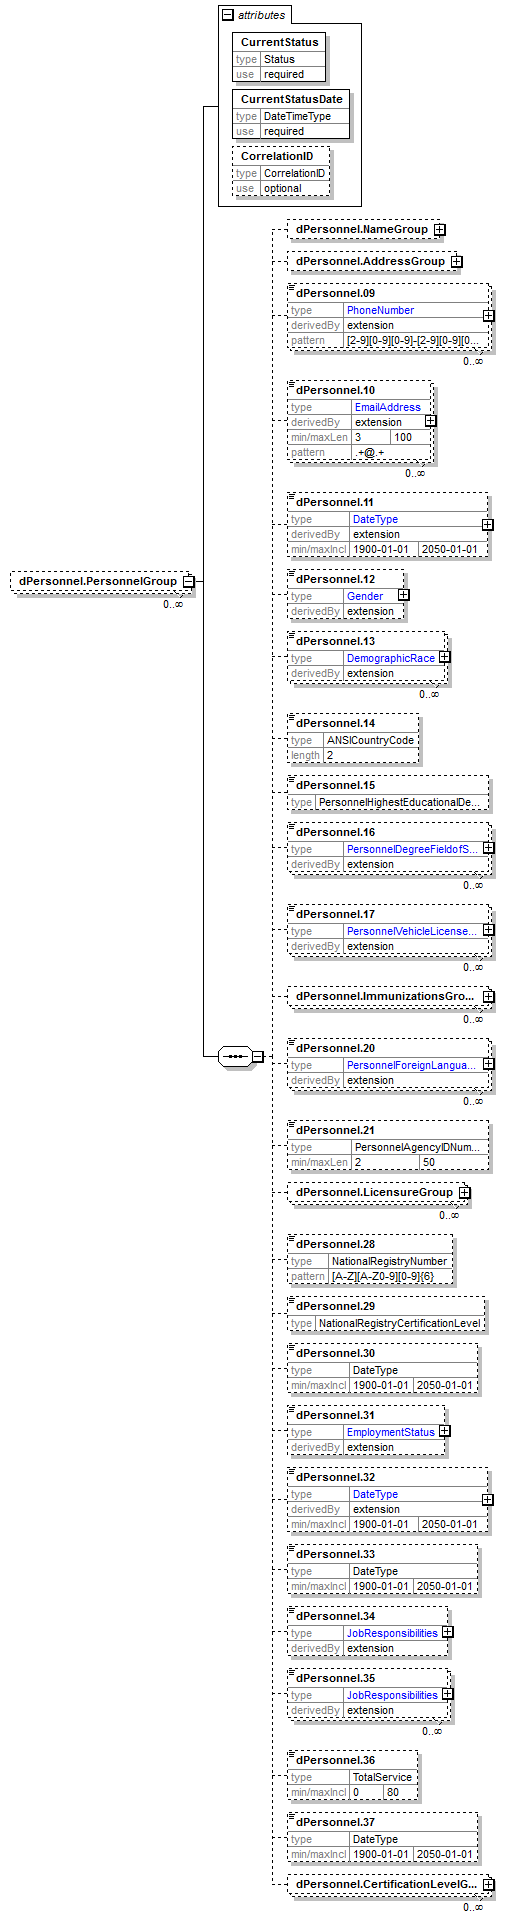 attributes
CurrentStatus
type Status
use required
CurrentStatusDate
type DateTimeType
use required
CorrelationID
type CorrelationID
use optional
dPersonnel.NameGroup
dPersonnel.AddressGroup
dPersonnel.09
type PhoneNumber
derivedBy extension
pattern [2-9][0-9][0-9]-[2-9][0-9][0...
0..∞
dPersonnel.10
type EmailAddress
derivedBy extension
min/maxLen 3 100
pattern .+@.+
0..∞
dPersonnel.11
type DateType
derivedBy extension
min/maxIncl 1900-01-01 2050-01-01
dPersonnel.PersonnelGroup
0..∞
dPersonnel.12
type Gender
derivedBy extension
dPersonnel.13
type DemographicRace
derivedBy extension
0..∞
dPersonnel.14
type ANSICountryCode
length 2
dPersonnel.15
type PersonnelHighestEducationalDe...
dPersonnel.16
type PersonnelDegreeFieldofS...
derivedBy extension
0..∞
dPersonnel.17
type PersonnelVehicleLicense...
derivedBy extension
0..∞
dPersonnel.ImmunizationsGro...
0..∞
dPersonnel.20
type PersonnelForeignLangua...
derivedBy extension
0..∞
dPersonnel.21
type PersonnelAgencyIDNum...
min/maxLen 2 50
dPersonnel.LicensureGroup
0..∞
dPersonnel.28
type NationalRegistryNumber
pattern [A-Z][A-Z0-9][0-9]{6}
dPersonnel.29
type NationalRegistryCertificationLevel
dPersonnel.30
type DateType
min/maxIncl 1900-01-01 2050-01-01
dPersonnel.31
type EmploymentStatus
derivedBy extension
dPersonnel.32
type DateType
derivedBy extension
min/maxIncl 1900-01-01 2050-01-01
dPersonnel.33
type DateType
min/maxIncl 1900-01-01 2050-01-01
dPersonnel.34
type JobResponsibilities
derivedBy extension
dPersonnel.35
type JobResponsibilities
derivedBy extension
0..∞
dPersonnel.36
type TotalService
min/maxIncl 0 80
dPersonnel.37
type DateType
min/maxIncl 1900-01-01 2050-01-01
dPersonnel.CertificationLevelG...
0..∞